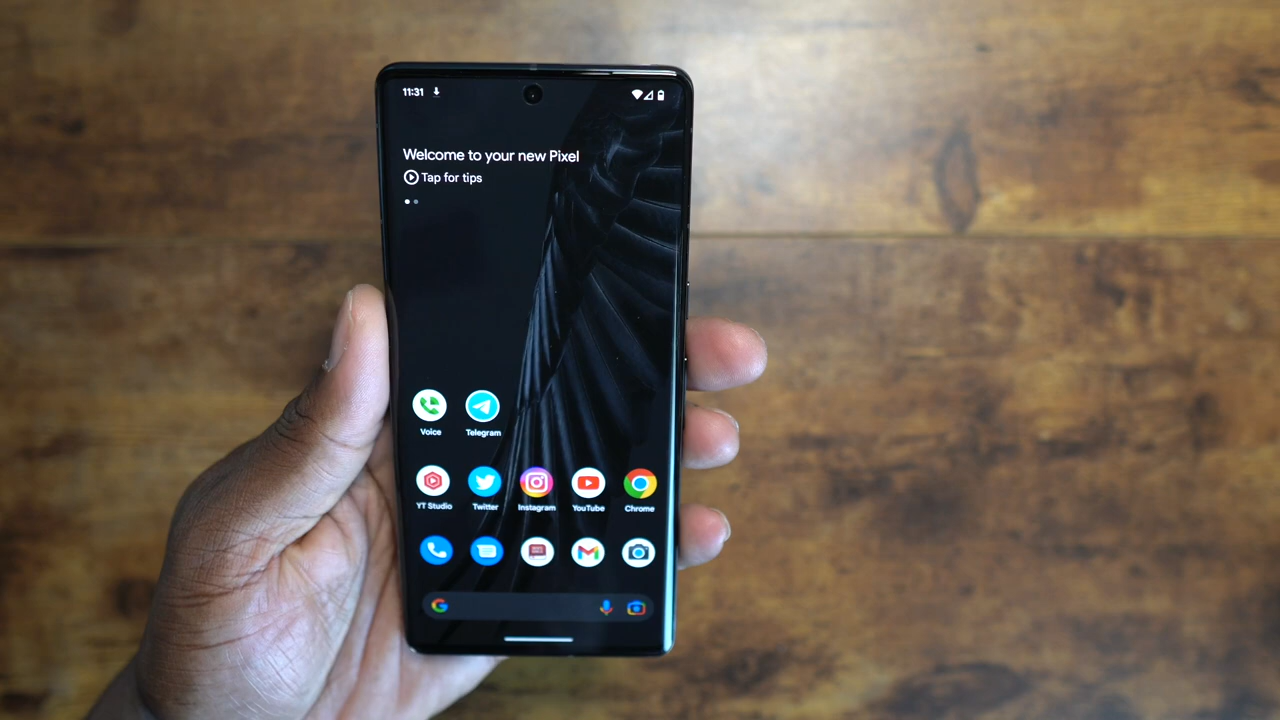 11:31
Welcome to your new Pixel
Tap for tips
Voice Telegram
YT Studio Twitter Instagram YouTube Chrome
G